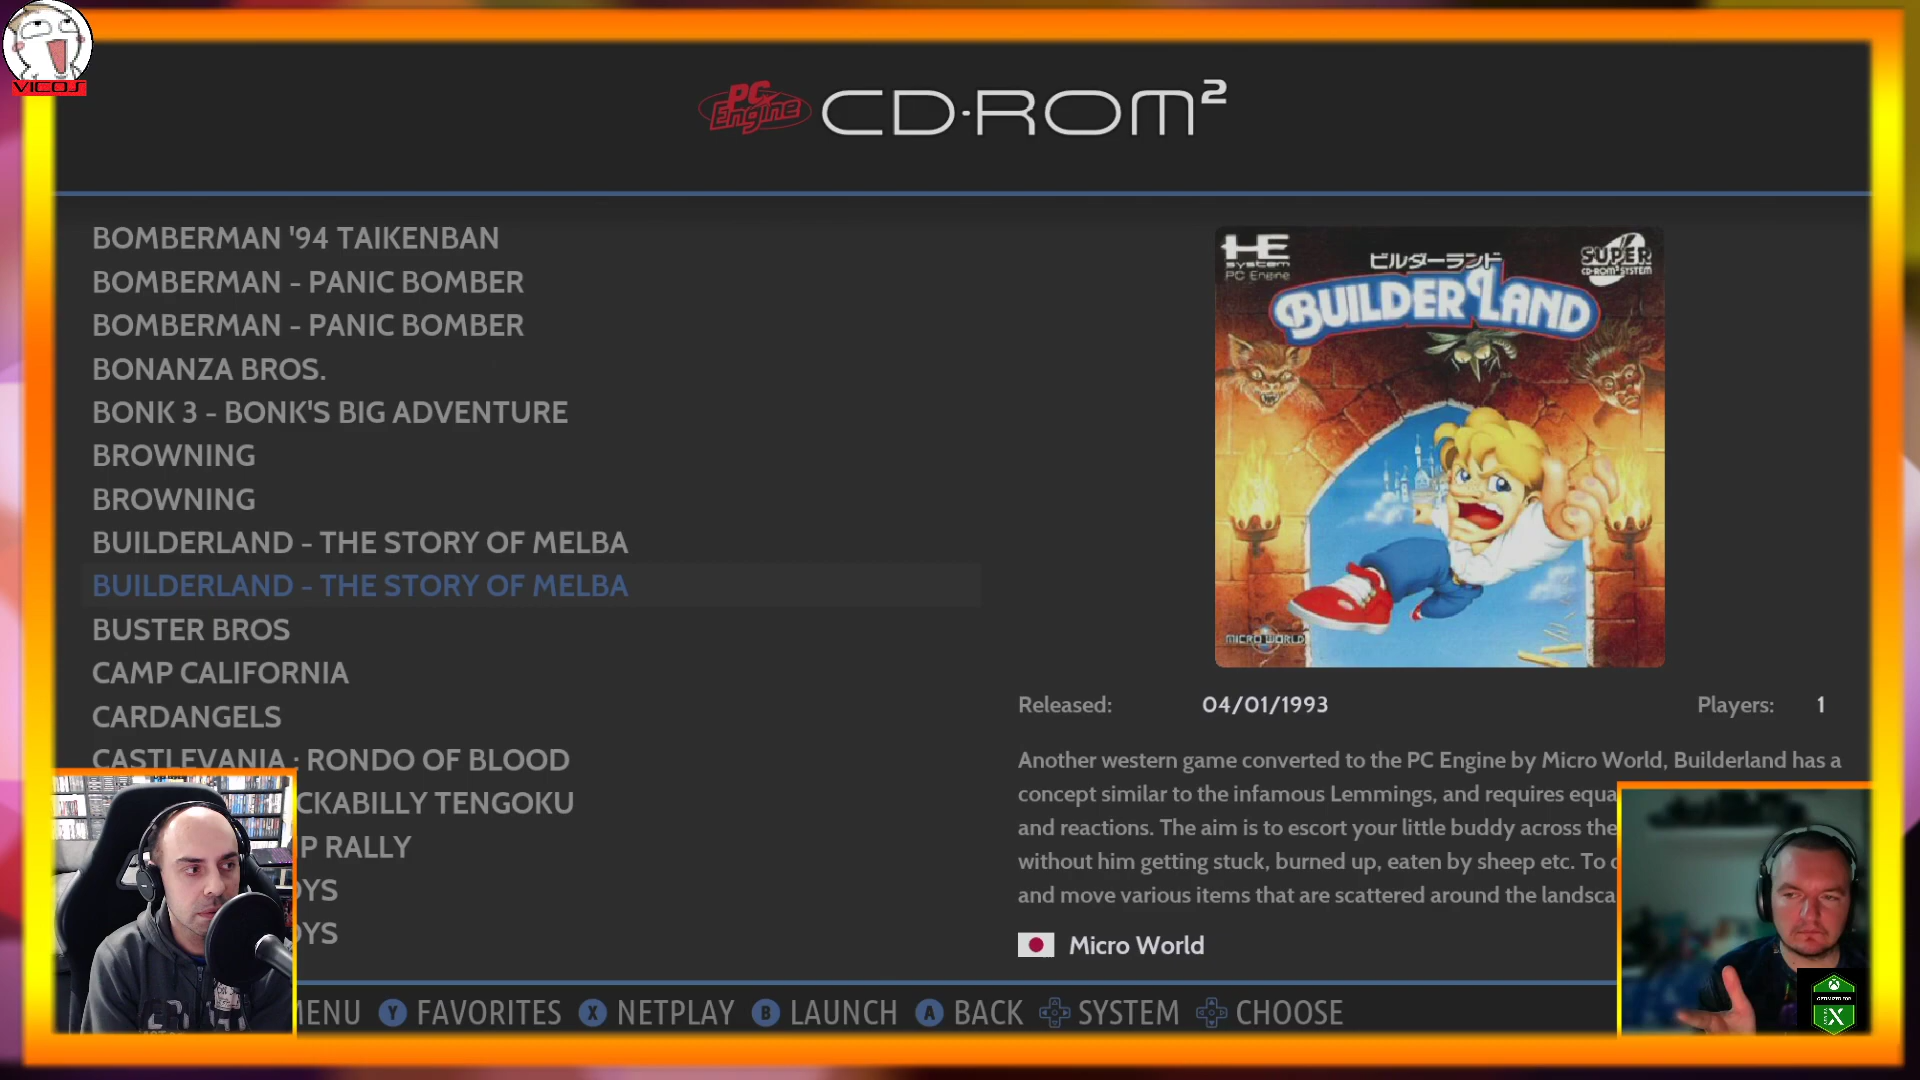 VICOS
PC Engine CD·ROM²
BOMBERMAN '94 TAIKENBAN
BOMBERMAN - PANIC BOMBER
BOMBERMAN - PANIC BOMBER
BONANZA BROS.
BONK 3 - BONK'S BIG ADVENTURE
BROWNING
BROWNING
BUILDERLAND - THE STORY OF MELBA
BUILDERLAND - THE STORY OF MELBA
BUSTER BROS
CAMP CALIFORNIA
CARDANGELS
CASTLEVANIA : RONDO OF BLOOD
CKABILLY TENGOKU
P RALLY
OYS
OYS
HE system
PC Engine
ビルダーランド
SUPER
CD-ROM² SYSTEM
BUILDERLAND
MICRO WORLD
Released: 04/01/1993 Players: 1
Another western game converted to the PC Engine by Micro World, Builderland has a
concept similar to the infamous Lemmings, and requires equa
and reactions. The aim is to escort your little buddy across the
without him getting stuck, burned up, eaten by sheep etc. To
and move various items that are scattered around the landsca
Micro World
MENU Y FAVORITES X NETPLAY B LAUNCH A BACK SYSTEM CHOOSE
X